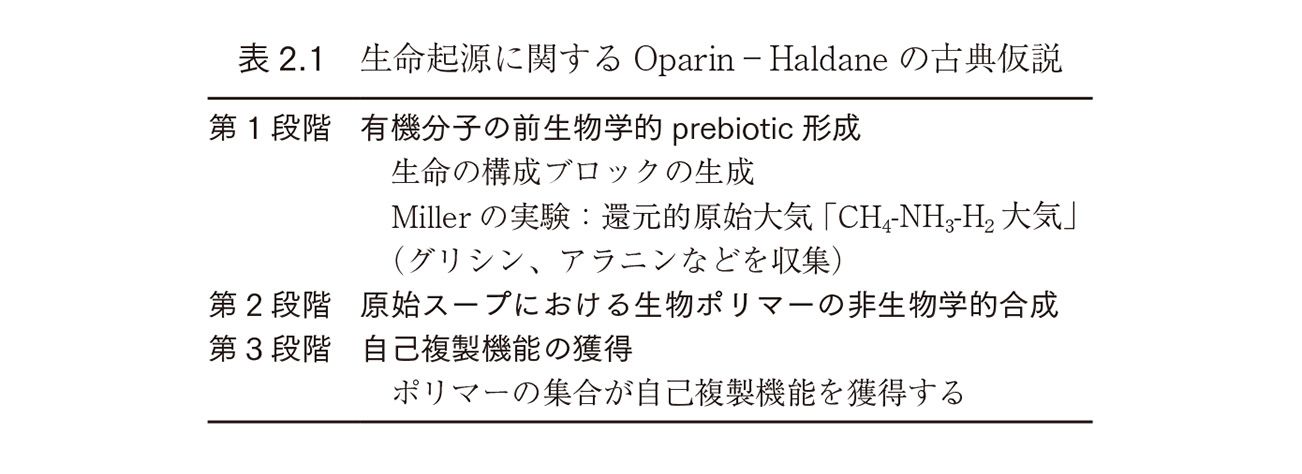 表 2.1 生命起源に関する Oparin – Haldane の古典仮説
第 1 段階 有機分子の前生物学的 prebiotic 形成
生命の構成ブロックの生成
Miller の実験：還元的原始大気「CH₄-NH₃-H₂ 大気」
（グリシン、アラニンなどを収集）
第 2 段階 原始スープにおける生物ポリマーの非生物学的合成
第 3 段階 自己複製機能の獲得
ポリマーの集合が自己複製機能を獲得する